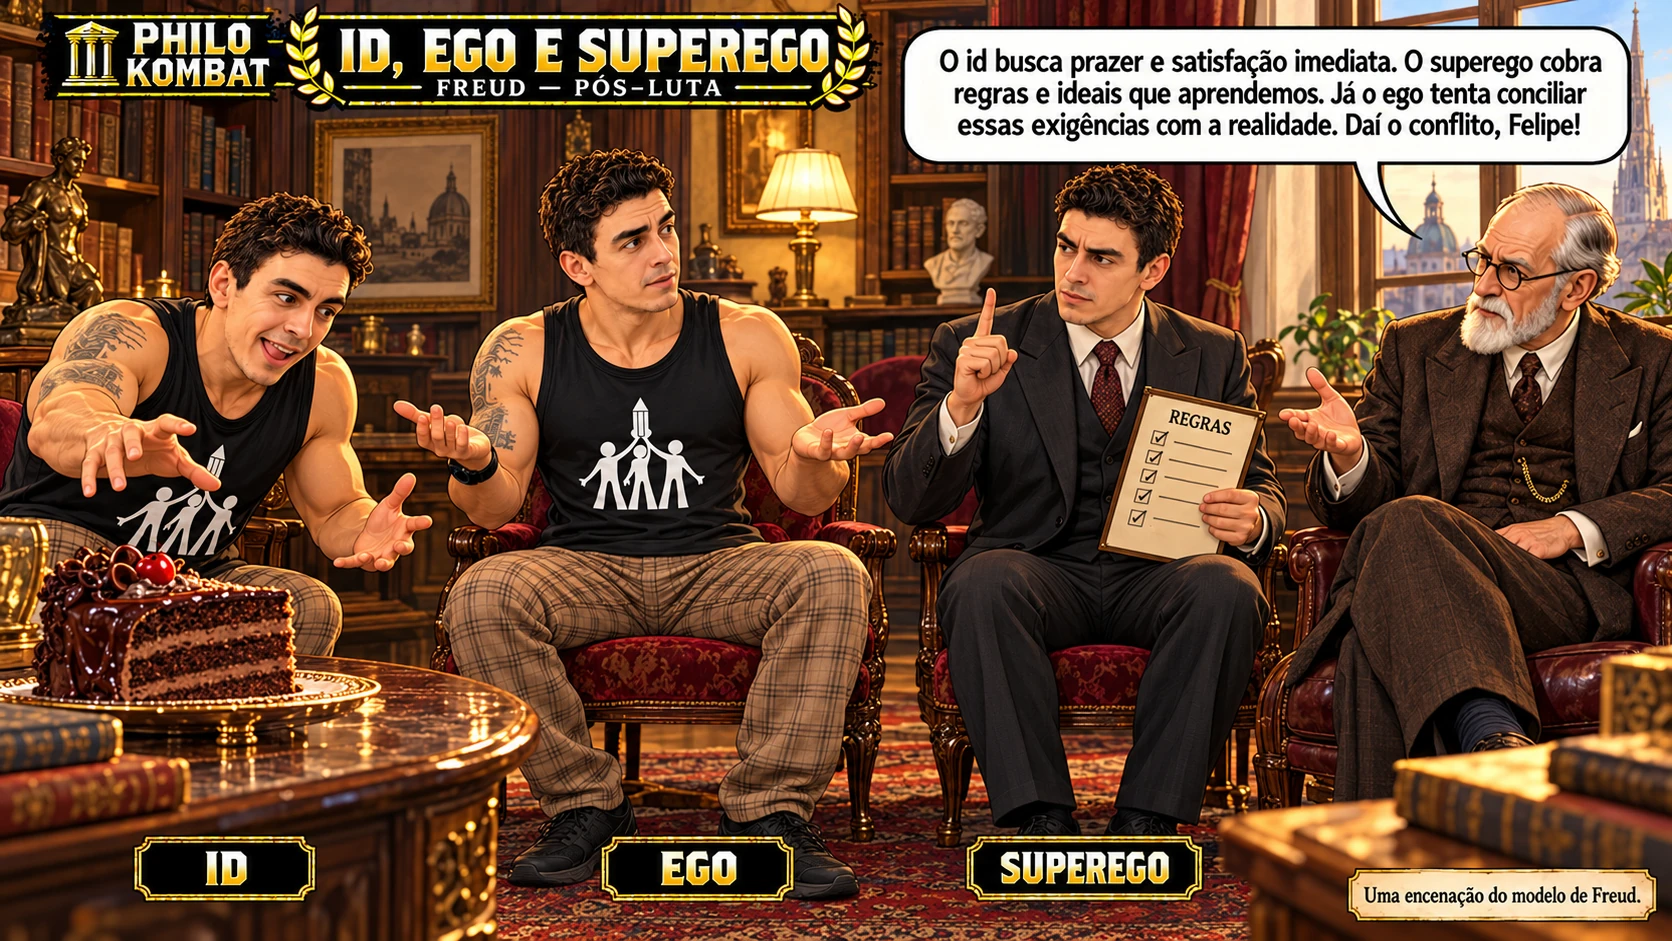 PHILO
KOMBAT
ID, EGO E SUPEREGO
FREUD — PÓS-LUTA
O id busca prazer e satisfação imediata. O superego cobra
regras e ideais que aprendemos. Já o ego tenta conciliar
essas exigências com a realidade. Daí o conflito, Felipe!
REGRAS
ID
EGO
SUPEREGO
Uma encenação do modelo de Freud.